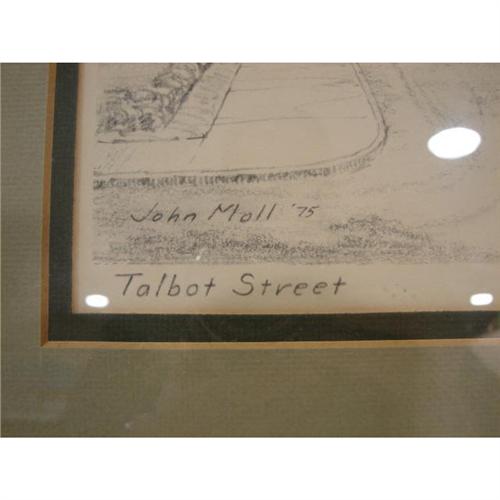 John Moll '75
Talbot Street